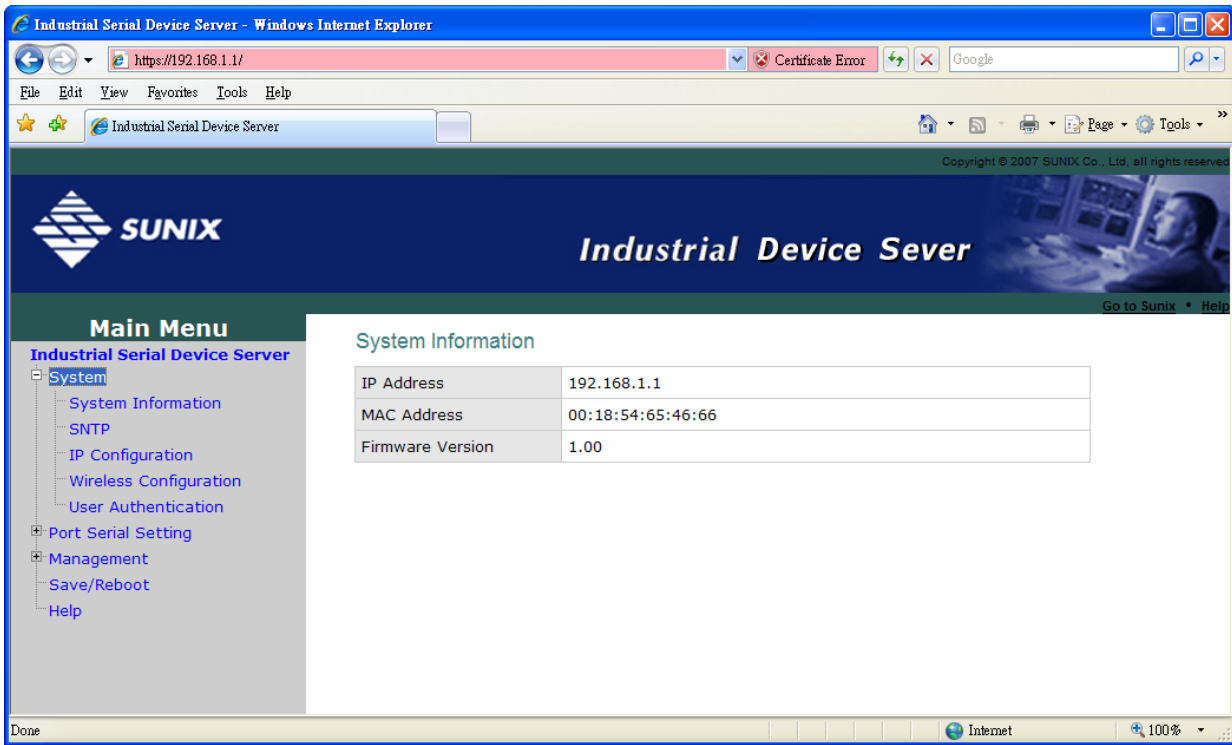 Industrial Serial Device Server - Windows Internet Explorer
https://192.168.1.1/
Certificate Error
Google
File Edit View Favorites Tools Help
Industrial Serial Device Server
Page
Tools
Copyright © 2007 SUNIX Co., Ltd, all rights reserved
SUNIX
Industrial Device Sever
Go to Sunix • Help
Main Menu
Industrial Serial Device Server
System
System Information
SNTP
IP Configuration
Wireless Configuration
User Authentication
Port Serial Setting
Management
Save/Reboot
Help
System Information
IP Address 192.168.1.1
MAC Address 00:18:54:65:46:66
Firmware Version 1.00
Done
Internet
100%